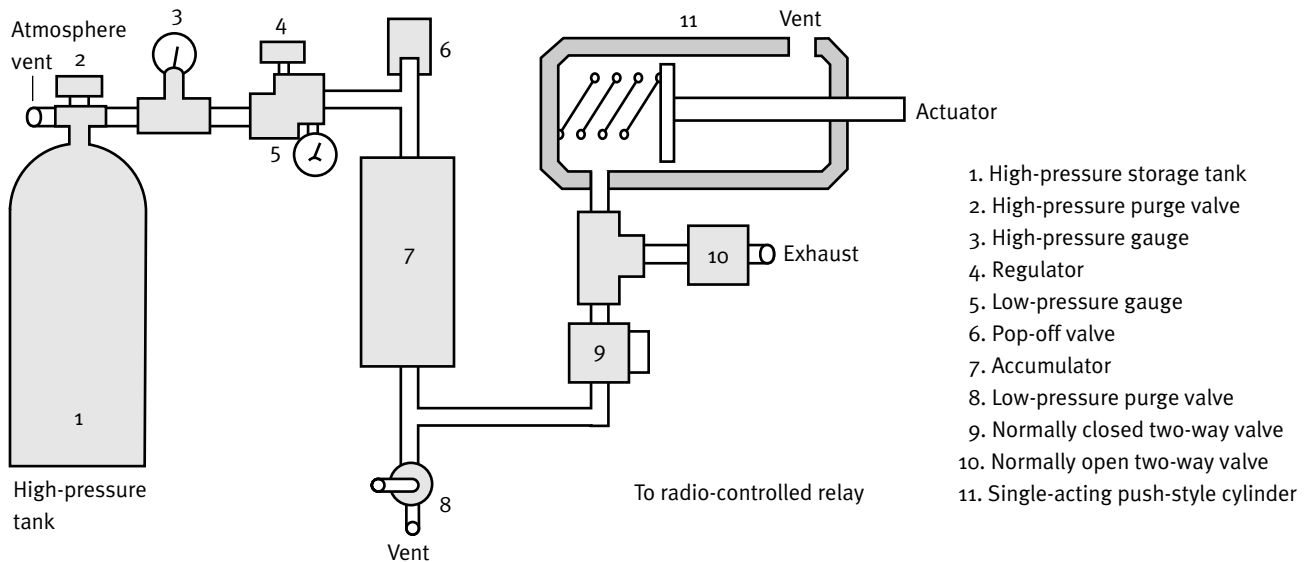 Atmosphere
vent
2
3
4
5
6
11
Vent
Actuator
7
10
Exhaust
9
1
8
High-pressure
tank
Vent
To radio-controlled relay
1. High-pressure storage tank
2. High-pressure purge valve
3. High-pressure gauge
4. Regulator
5. Low-pressure gauge
6. Pop-off valve
7. Accumulator
8. Low-pressure purge valve
9. Normally closed two-way valve
10. Normally open two-way valve
11. Single-acting push-style cylinder